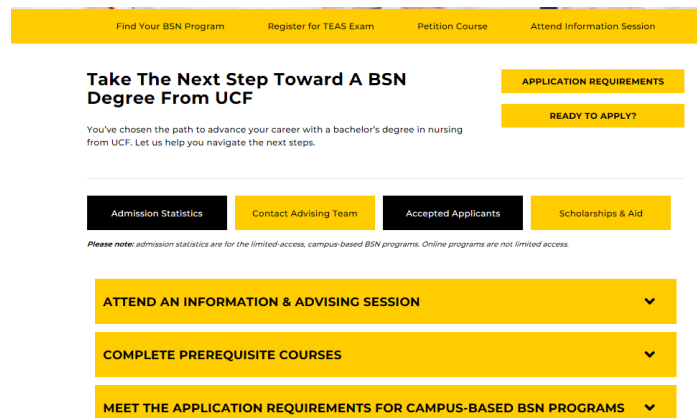 Find Your BSN Program Register for TEAS Exam Petition Course Attend Information Session
Take The Next Step Toward A BSN
Degree From UCF
APPLICATION REQUIREMENTS
READY TO APPLY?
You've chosen the path to advance your career with a bachelor's degree in nursing
from UCF. Let us help you navigate the next steps.
Admission Statistics Contact Advising Team Accepted Applicants Scholarships & Aid
Please note: admission statistics are for the limited-access, campus-based BSN programs. Online programs are not limited access.
ATTEND AN INFORMATION & ADVISING SESSION
COMPLETE PREREQUISITE COURSES
MEET THE APPLICATION REQUIREMENTS FOR CAMPUS-BASED BSN PROGRAMS